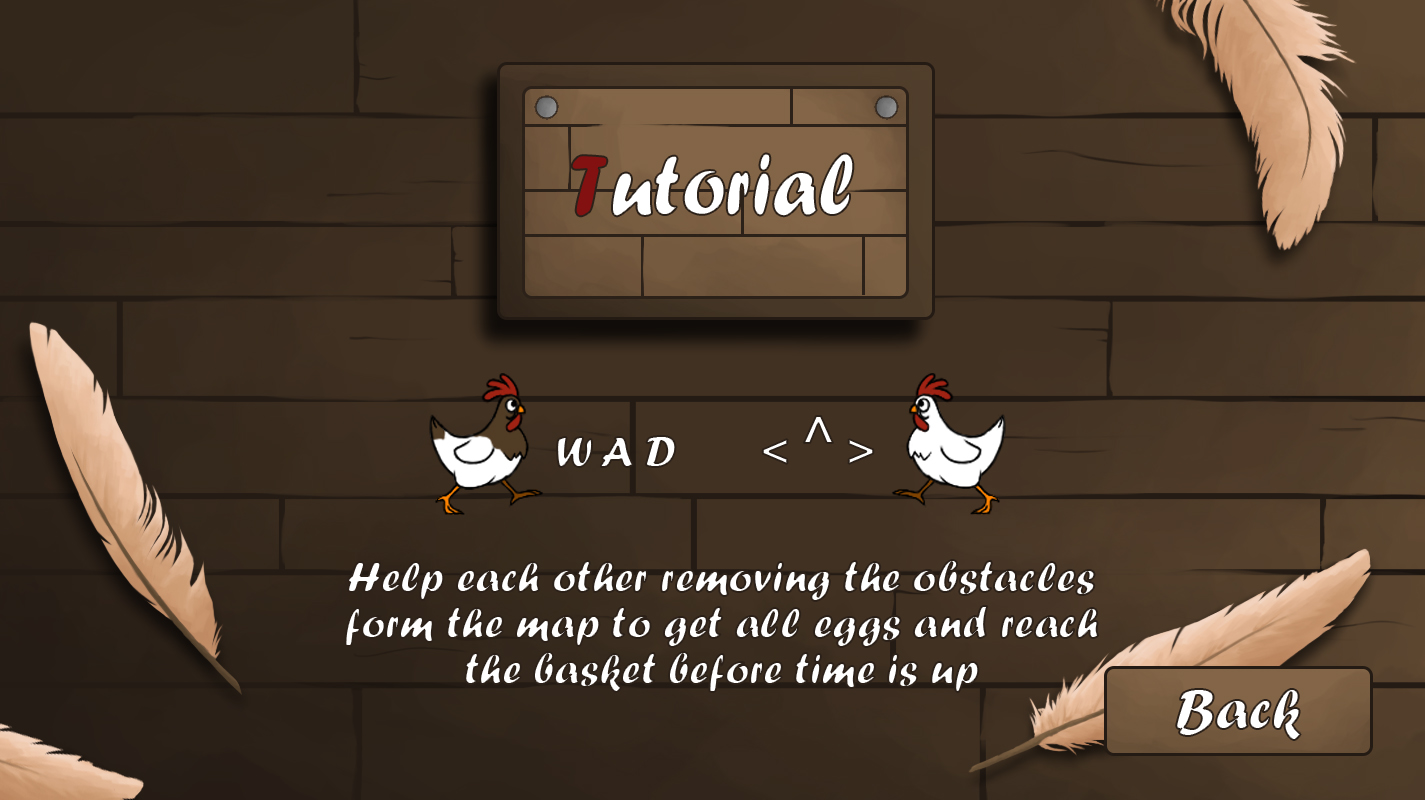 Tutorial
W A D < ^ >
Help each other removing the obstacles
form the map to get all eggs and reach
the basket before time is up
Back